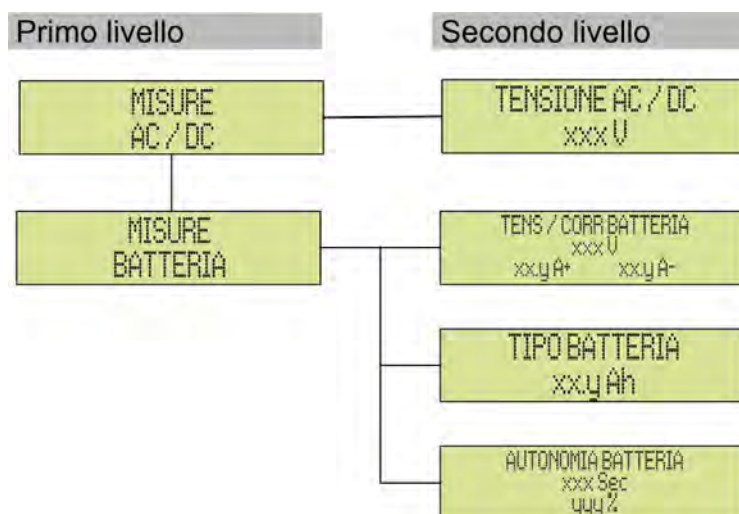 Primo livello
Secondo livello
MISURE
AC / DC
TENSIONE AC / DC
xxx V
MISURE
BATTERIA
TENS / CORR BATTERIA
xxx V
xx.y A+ xx.y A-
TIPO BATTERIA
xx.y Ah
AUTONOMIA BATTERIA
xxx Sec
yyy %